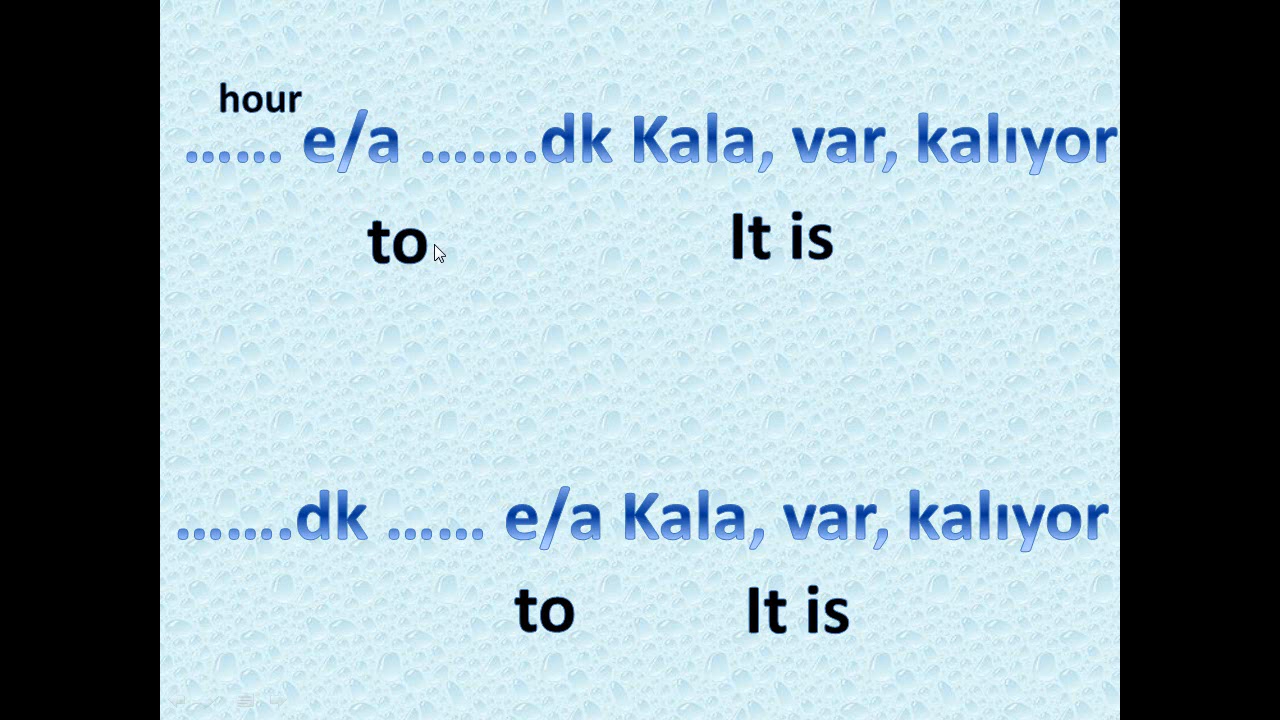 hour
...... e/a .......dk Kala, var, kalıyor
to It is
.......dk ...... e/a Kala, var, kalıyor
to It is